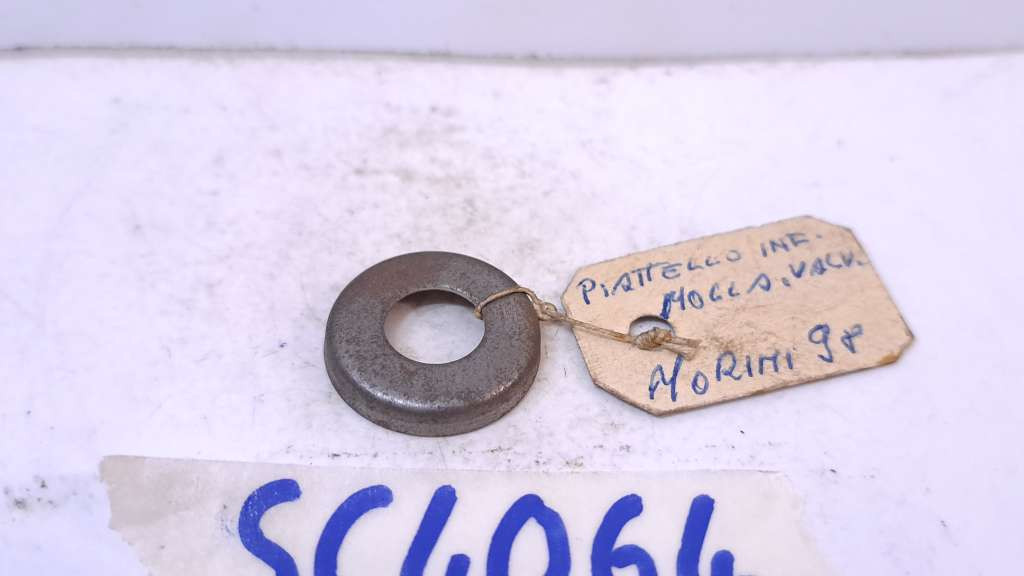 PIATTELLO INF.
MOLLA.VALV.
MORINI 98
SC4064